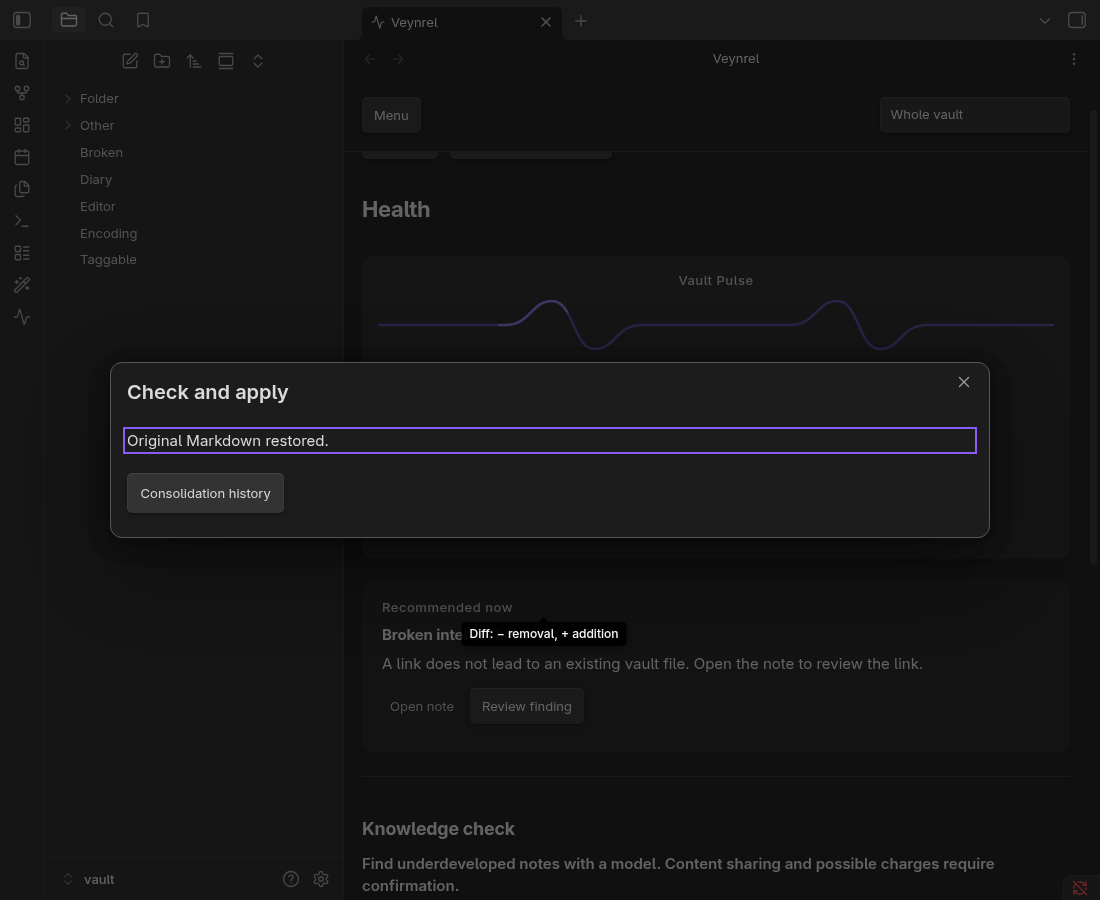 Veynrel
Veynrel
Menu
Whole vault
Folder
Other
Broken
Diary
Editor
Encoding
Taggable
Health
Vault Pulse
Check and apply
Original Markdown restored.
Consolidation history
Recommended now
Broken inte
Diff: − removal, + addition
A link does not lead to an existing vault file. Open the note to review the link.
Open note
Review finding
Knowledge check
Find underdeveloped notes with a model. Content sharing and possible charges require
confirmation.
vault